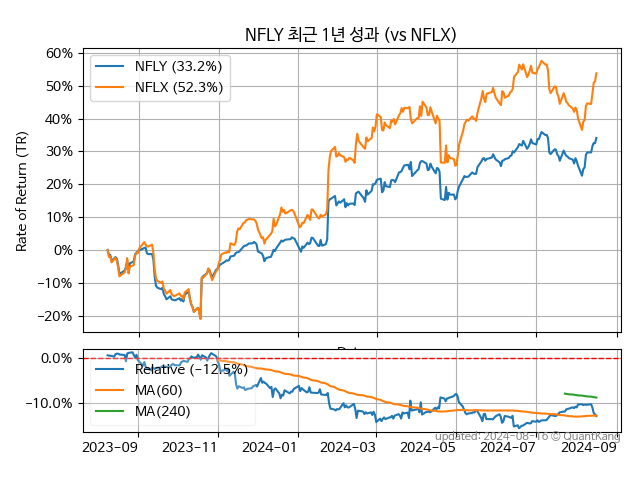 NFLY 최근 1년 성과 (vs NFLX)
Rate of Return (TR)
60%
50%
40%
30%
20%
10%
0%
−10%
−20%
NFLY (33.2%)
NFLX (52.3%)
0.0%
−10.0%
Relative (−12.5%)
MA(60)
MA(240)
2023-09
2023-11
2024-01
2024-03
2024-05
2024-07
2024-09
updated: 2024-08-16 © QuantKang